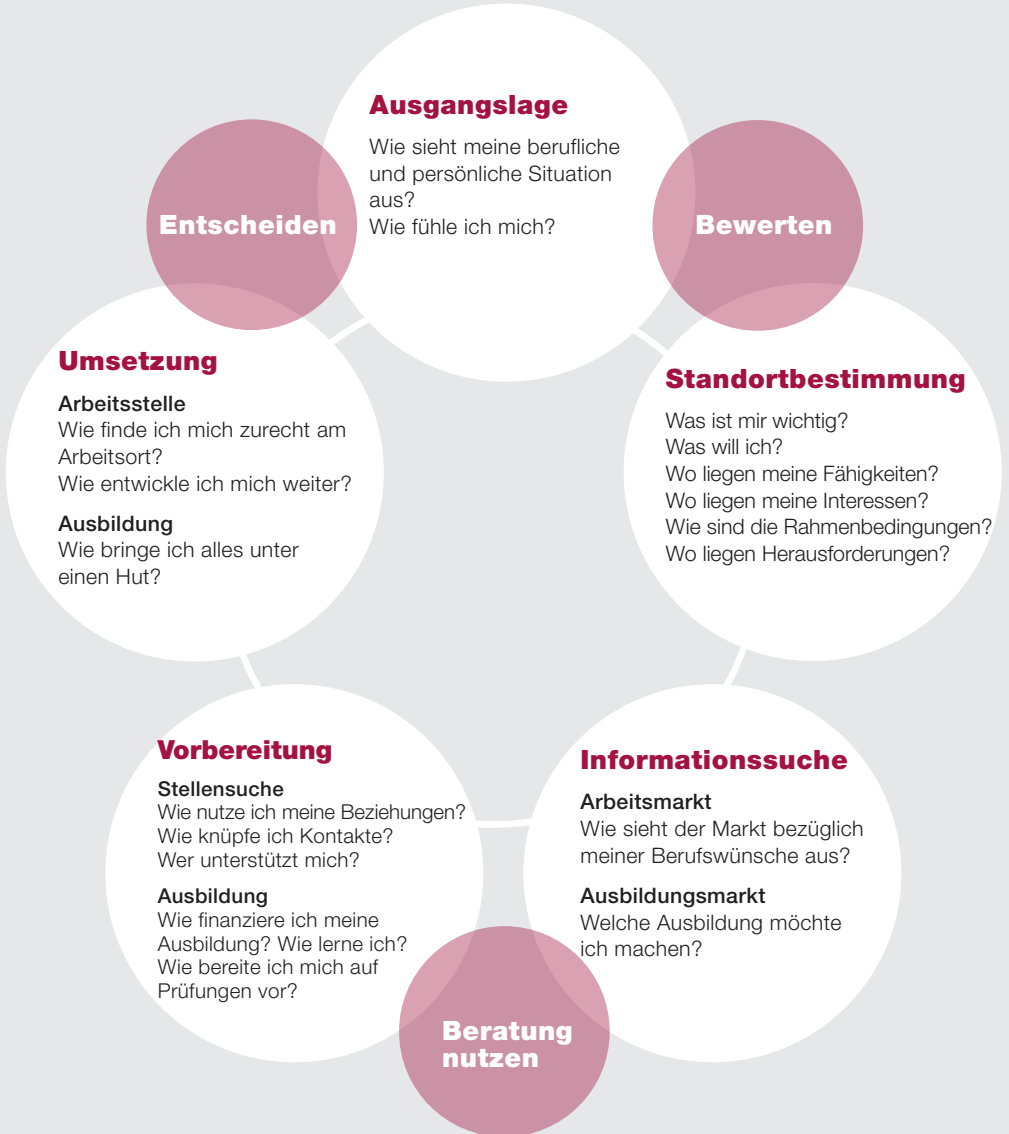 Ausgangslage
Wie sieht meine berufliche
und persönliche Situation
aus?
Wie fühle ich mich?
Entscheiden
Bewerten
Umsetzung
Arbeitsstelle
Wie finde ich mich zurecht am
Arbeitsort?
Wie entwickle ich mich weiter?
Ausbildung
Wie bringe ich alles unter
einen Hut?
Standortbestimmung
Was ist mir wichtig?
Was will ich?
Wo liegen meine Fähigkeiten?
Wo liegen meine Interessen?
Wie sind die Rahmenbedingungen?
Wo liegen Herausforderungen?
Vorbereitung
Stellensuche
Wie nutze ich meine Beziehungen?
Wie knüpfe ich Kontakte?
Wer unterstützt mich?
Ausbildung
Wie finanziere ich meine
Ausbildung? Wie lerne ich?
Wie bereite ich mich auf
Prüfungen vor?
Informationssuche
Arbeitsmarkt
Wie sieht der Markt bezüglich
meiner Berufswünsche aus?
Ausbildungsmarkt
Welche Ausbildung möchte
ich machen?
Beratung
nutzen